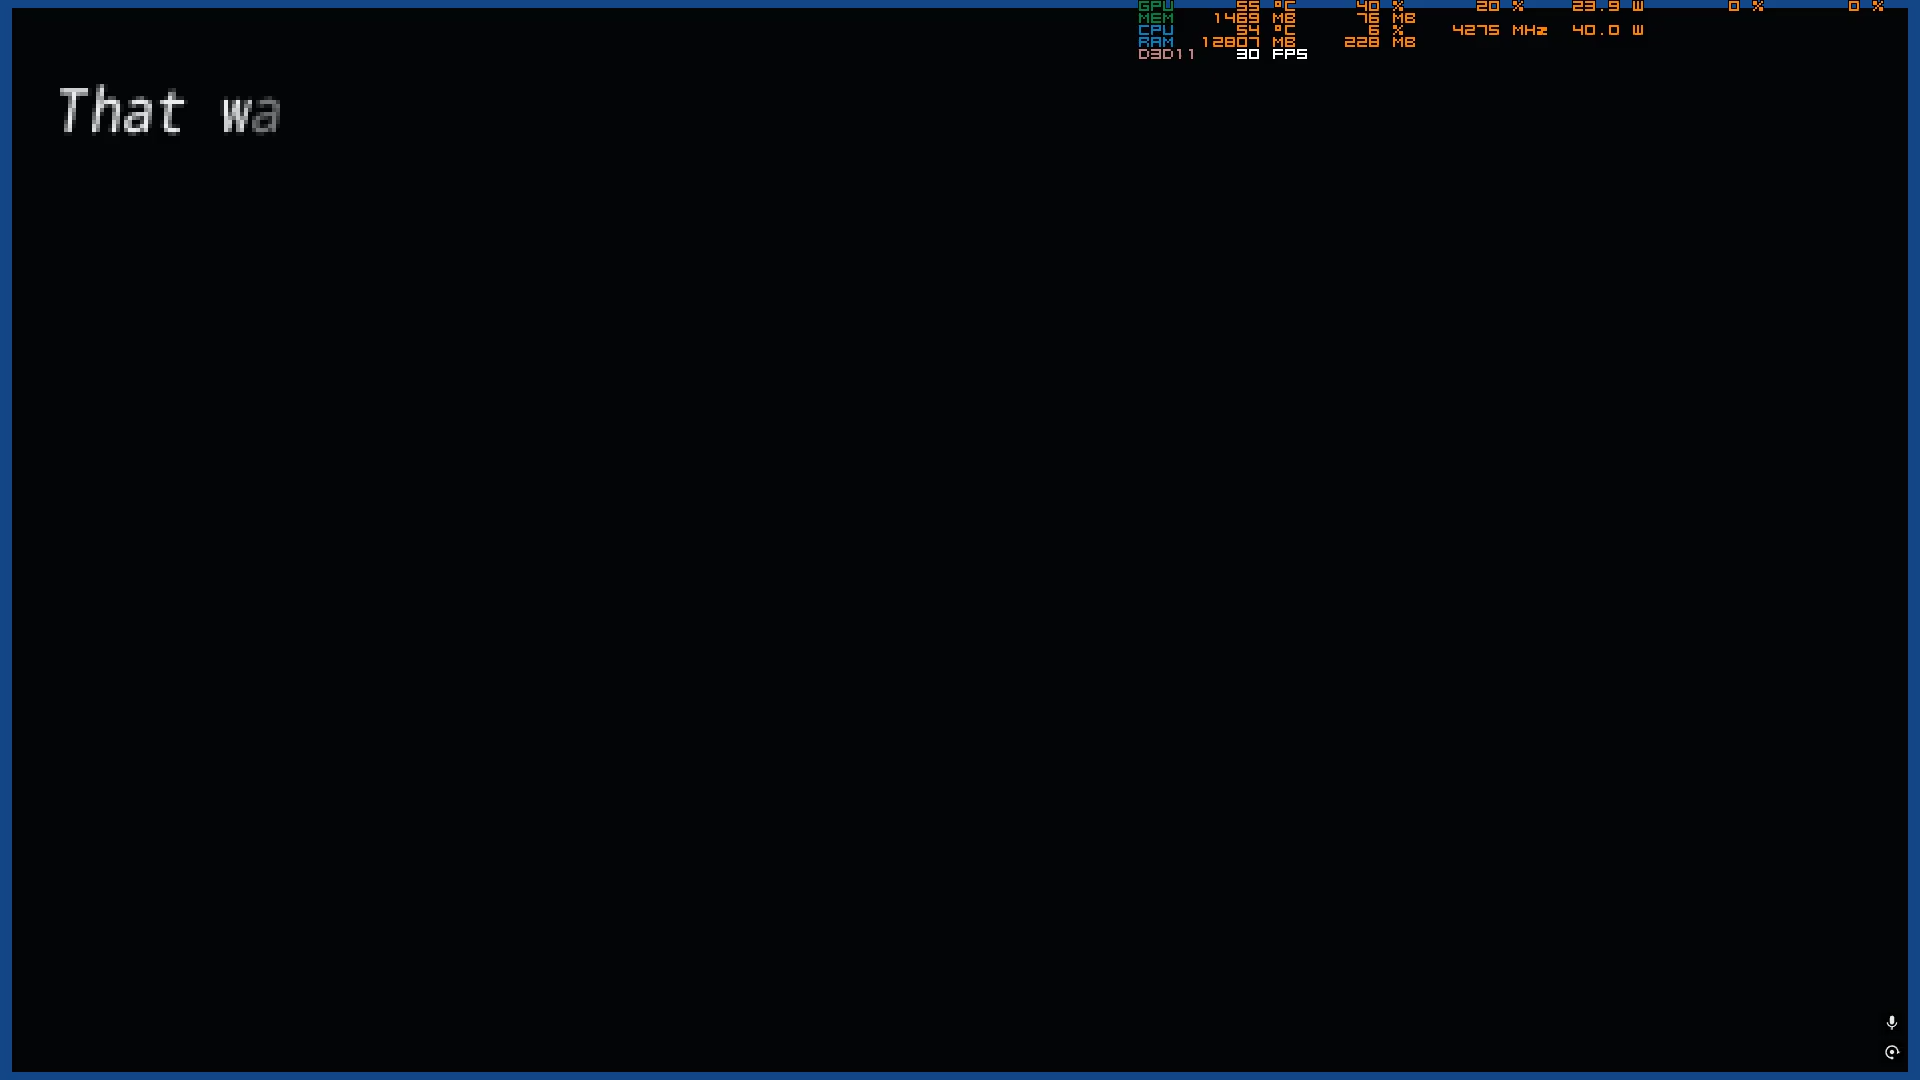 GPU 55 °C 40 % 20 % 23.9 W 0 % 0 %
MEM 1469 MB 76 MB
CPU 54 °C 6 % 4275 MHz 40.0 W
RAM 12807 MB 228 MB
D3D11 30 FPS
That wa